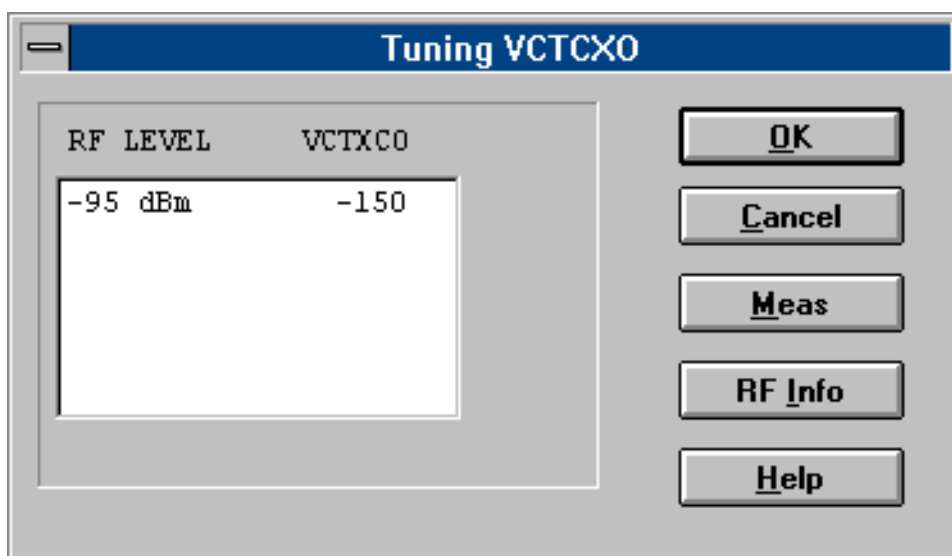 Tuning VCTCXO
RF LEVEL VCTXCO
-95 dBm -150
OK
Cancel
Meas
RF Info
Help